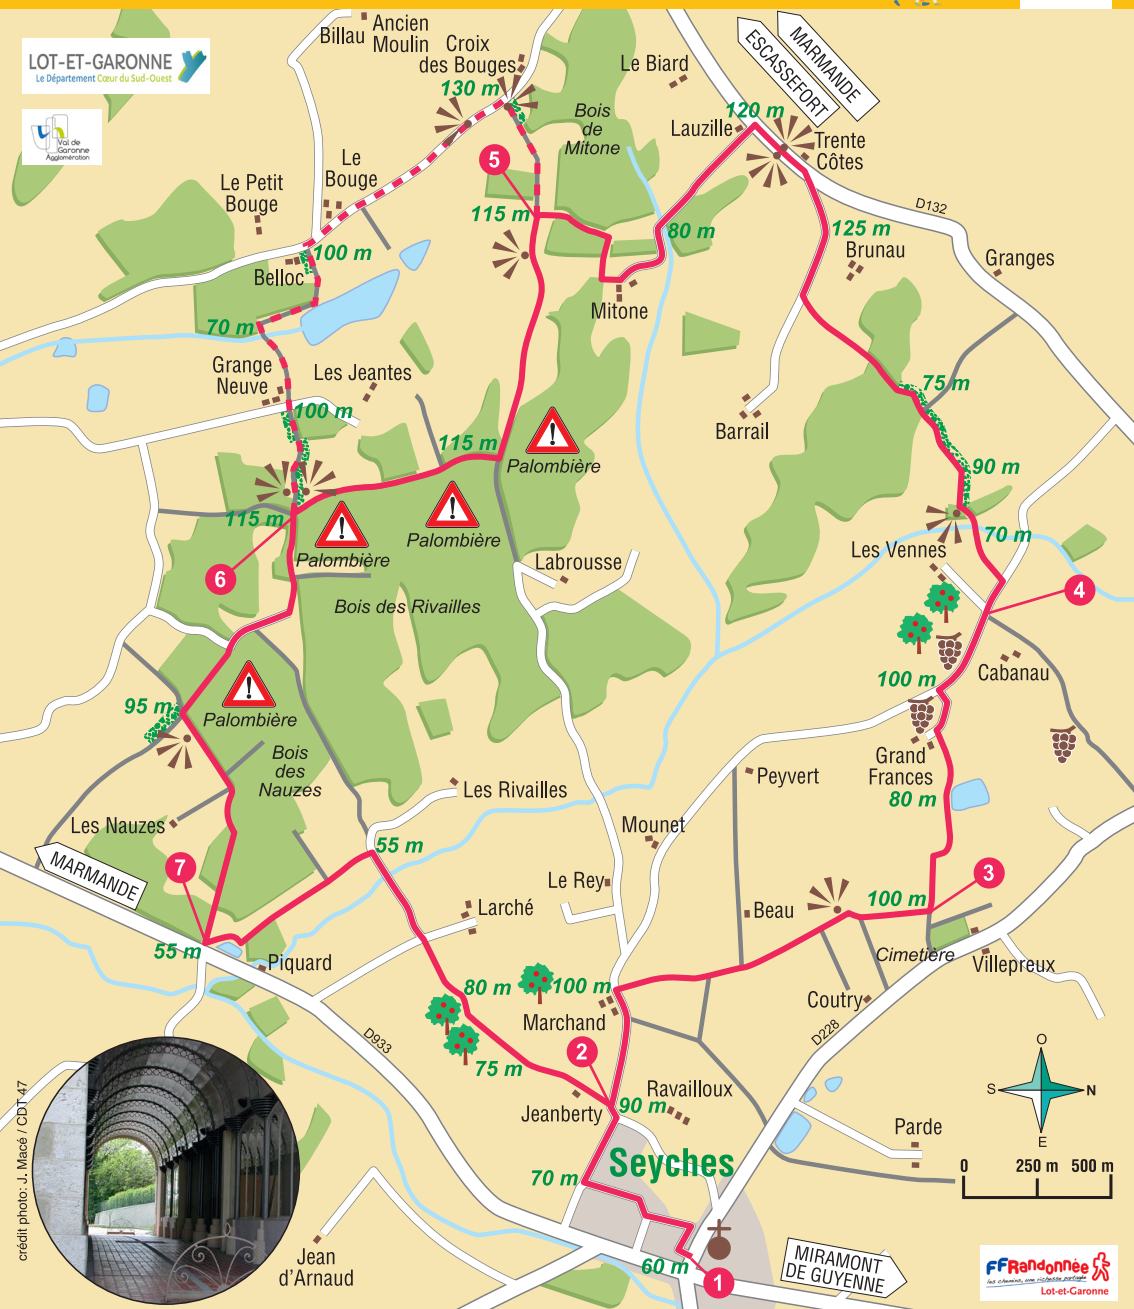 LOT-ET-GARONNE
Le Département Cœur du Sud-Ouest
Val de
Garonne
Agglomération
Billau
Ancien
Moulin
Croix
des Bouges
130 m
Bois
de
Mitone
Le Biard
ESCASSEFORT
MARMANDE
120 m
Lauzille
Trente
Côtes
Le
Bouge
Le Petit
Bouge
5
115 m
80 m
D132
125 m
Brunau
Granges
100 m
Belloc
Mitone
70 m
Grange
Neuve
Les Jeantes
100 m
75 m
Barrail
115 m
Palombière
90 m
115 m
Palombière
Palombière
70 m
Les Vennes
Labrousse
6
4
Bois des Rivailles
Cabanau
100 m
95 m
Palombière
Bois
des
Nauzes
Grand
Frances
80 m
Peyvert
Les Rivailles
Les Nauzes
Mounet
55 m
MARMANDE
7
Le Rey
3
100 m
Larché
Beau
55 m
Piquard
Cimetière
Villepreux
80 m
100 m
Coutry
Marchand
D933
D228
2
75 m
Jeanberty
90 m
Ravailloux
O
S
N
E
Parde
Seyches
70 m
0
250 m
500 m
60 m
1
MIRAMONT
DE GUYENNE
Jean
d'Arnaud
crédit photo: J. Macé / CDT 47
FFRandonnée
les chemins, une richesse partagée
Lot-et-Garonne